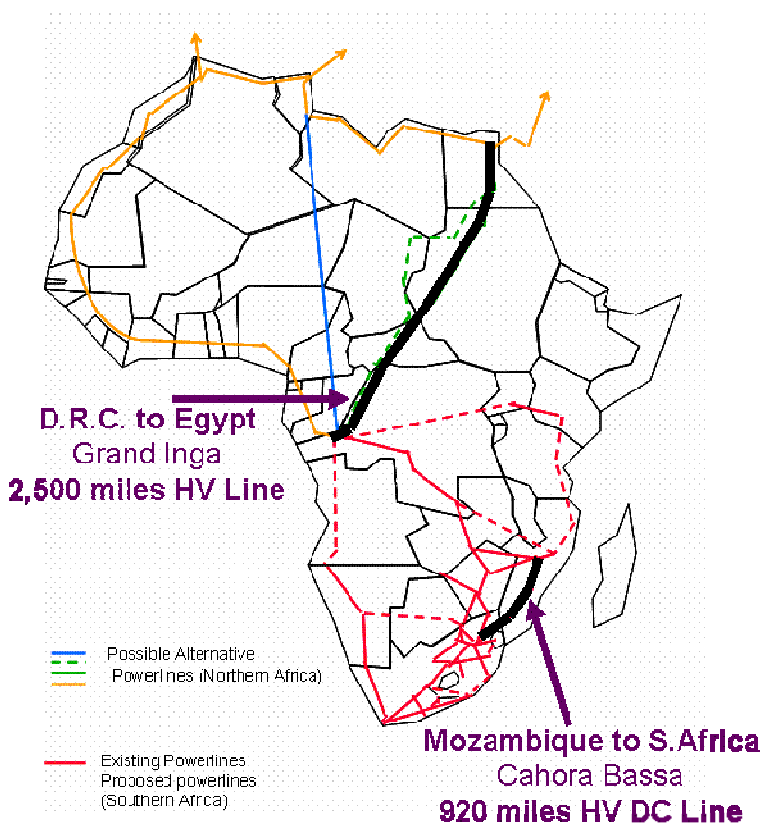 D.R.C. to Egypt
Grand Inga
2,500 miles HV Line
Possible Alternative
Powerlines (Northern Africa)
Existing Powerlines
Proposed powerlines
(Southern Africa)
Mozambique to S.Africa
Cahora Bassa
920 miles HV DC Line